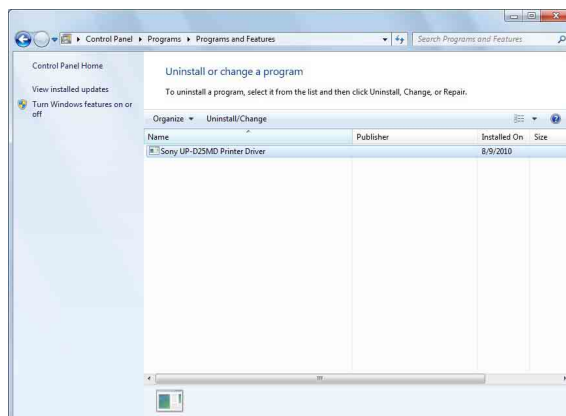 Control Panel ▸ Programs ▸ Programs and Features
Search Programs and Features
Control Panel Home
View installed updates
Turn Windows features on or
off
Uninstall or change a program
To uninstall a program, select it from the list and then click Uninstall, Change, or Repair.
Organize Uninstall/Change
Name Publisher Installed On Size
Sony UP-D25MD Printer Driver 8/9/2010